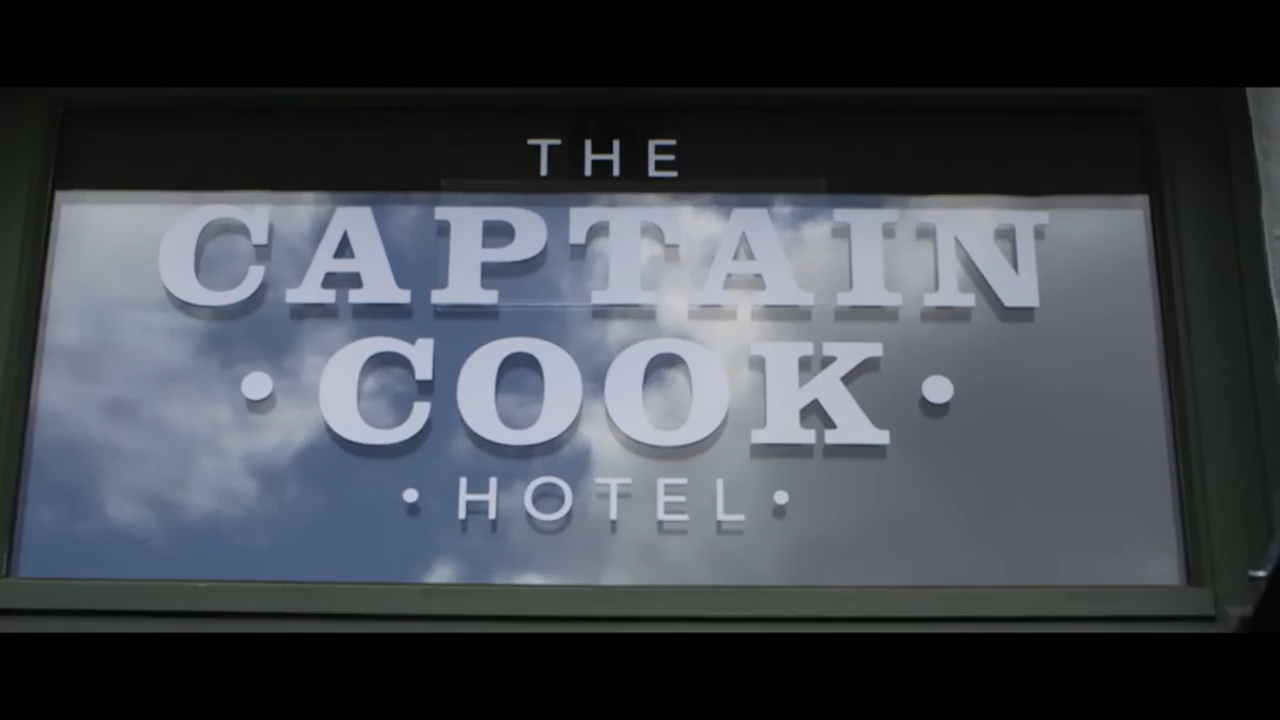 THE
CAPTAIN
• COOK •
• HOTEL •